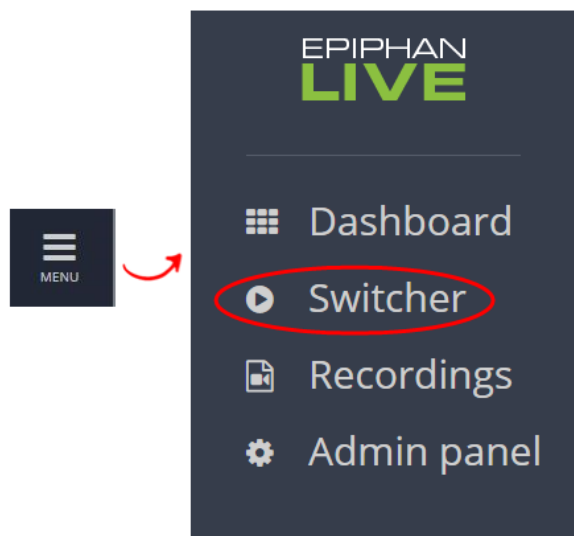 EPIPHAN
LIVE
MENU
Dashboard
Switcher
Recordings
Admin panel